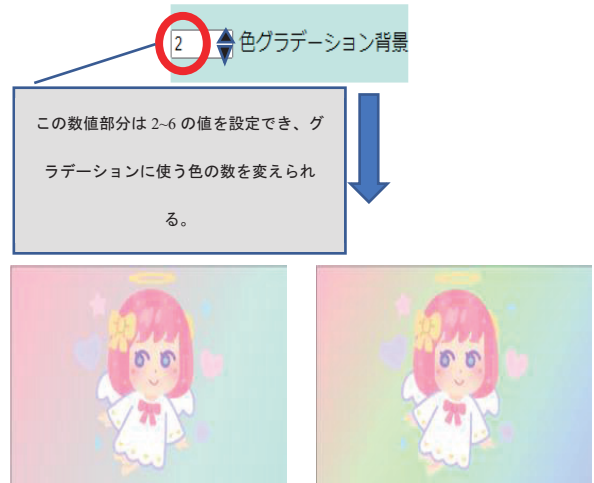 2 色グラデーション背景
この数値部分は 2~6 の値を設定でき、グ
ラデーションに使う色の数を変えられ
る。